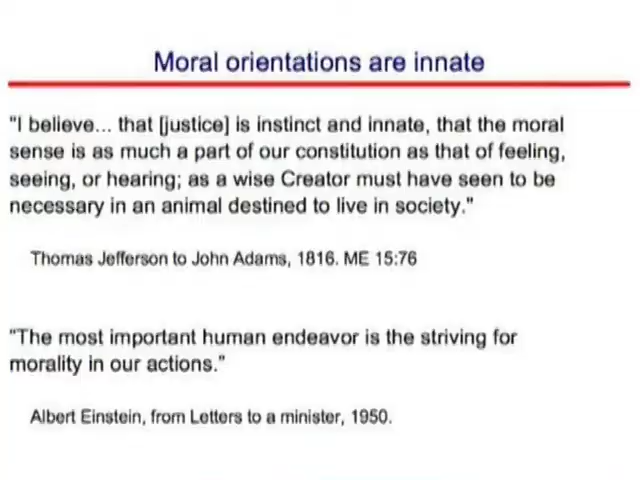 Moral orientations are innate
"I believe... that [justice] is instinct and innate, that the moral
sense is as much a part of our constitution as that of feeling,
seeing, or hearing; as a wise Creator must have seen to be
necessary in an animal destined to live in society."
Thomas Jefferson to John Adams, 1816. ME 15:76
"The most important human endeavor is the striving for
morality in our actions."
Albert Einstein, from Letters to a minister, 1950.